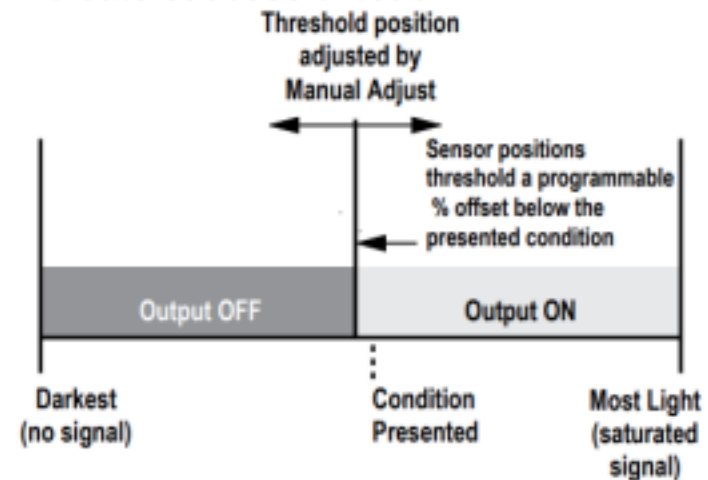 Threshold position
adjusted by
Manual Adjust
Sensor positions
threshold a programmable
% offset below the
presented condition
Output OFF
Output ON
Darkest
(no signal)
Condition
Presented
Most Light
(saturated
signal)